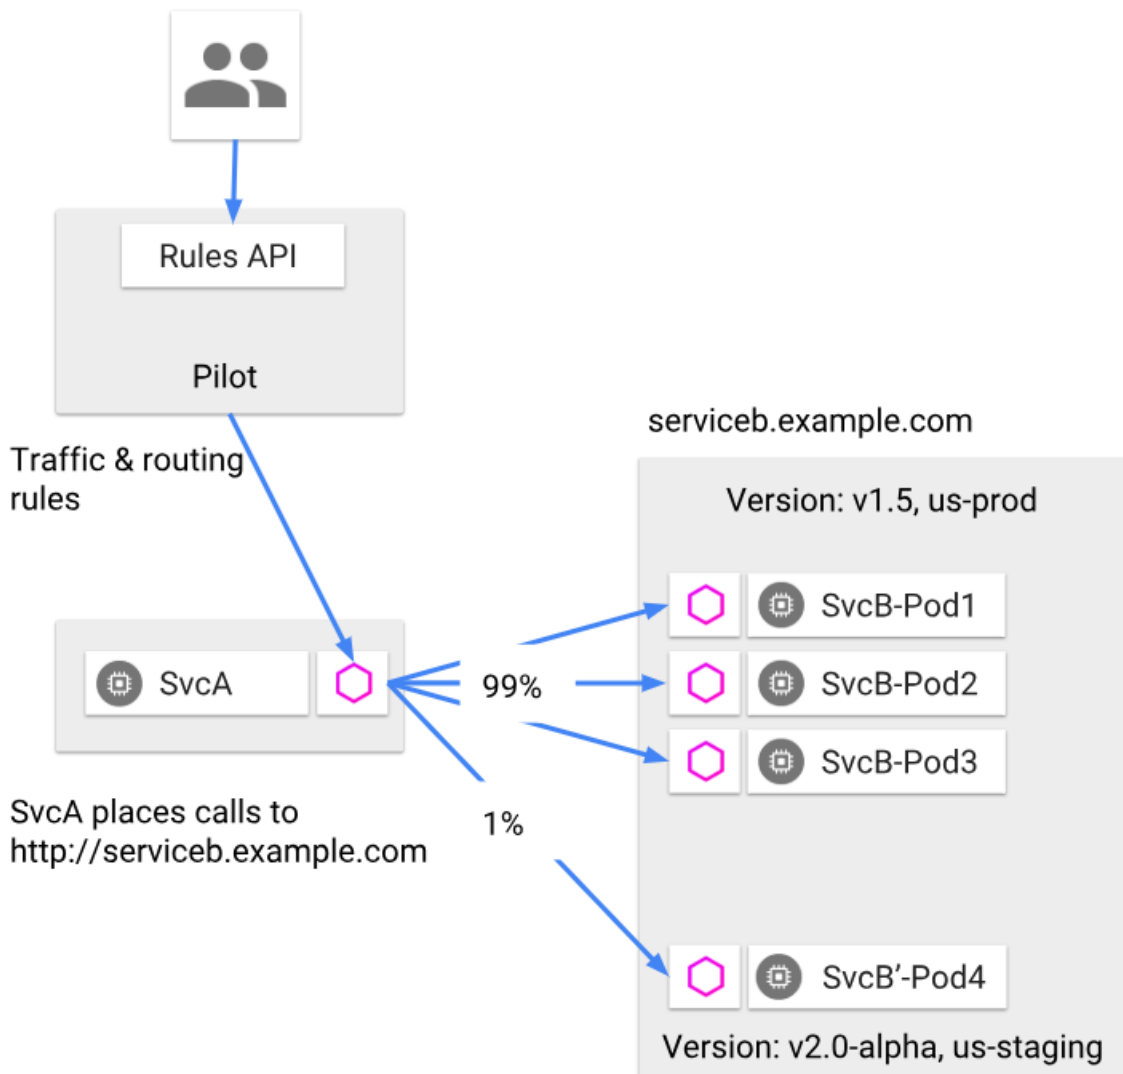 Rules API
Pilot
Traffic & routing
rules
serviceb.example.com
Version: v1.5, us-prod
SvcB-Pod1
SvcA
99%
SvcB-Pod2
SvcB-Pod3
SvcA places calls to
http://serviceb.example.com
1%
SvcB’-Pod4
Version: v2.0-alpha, us-staging